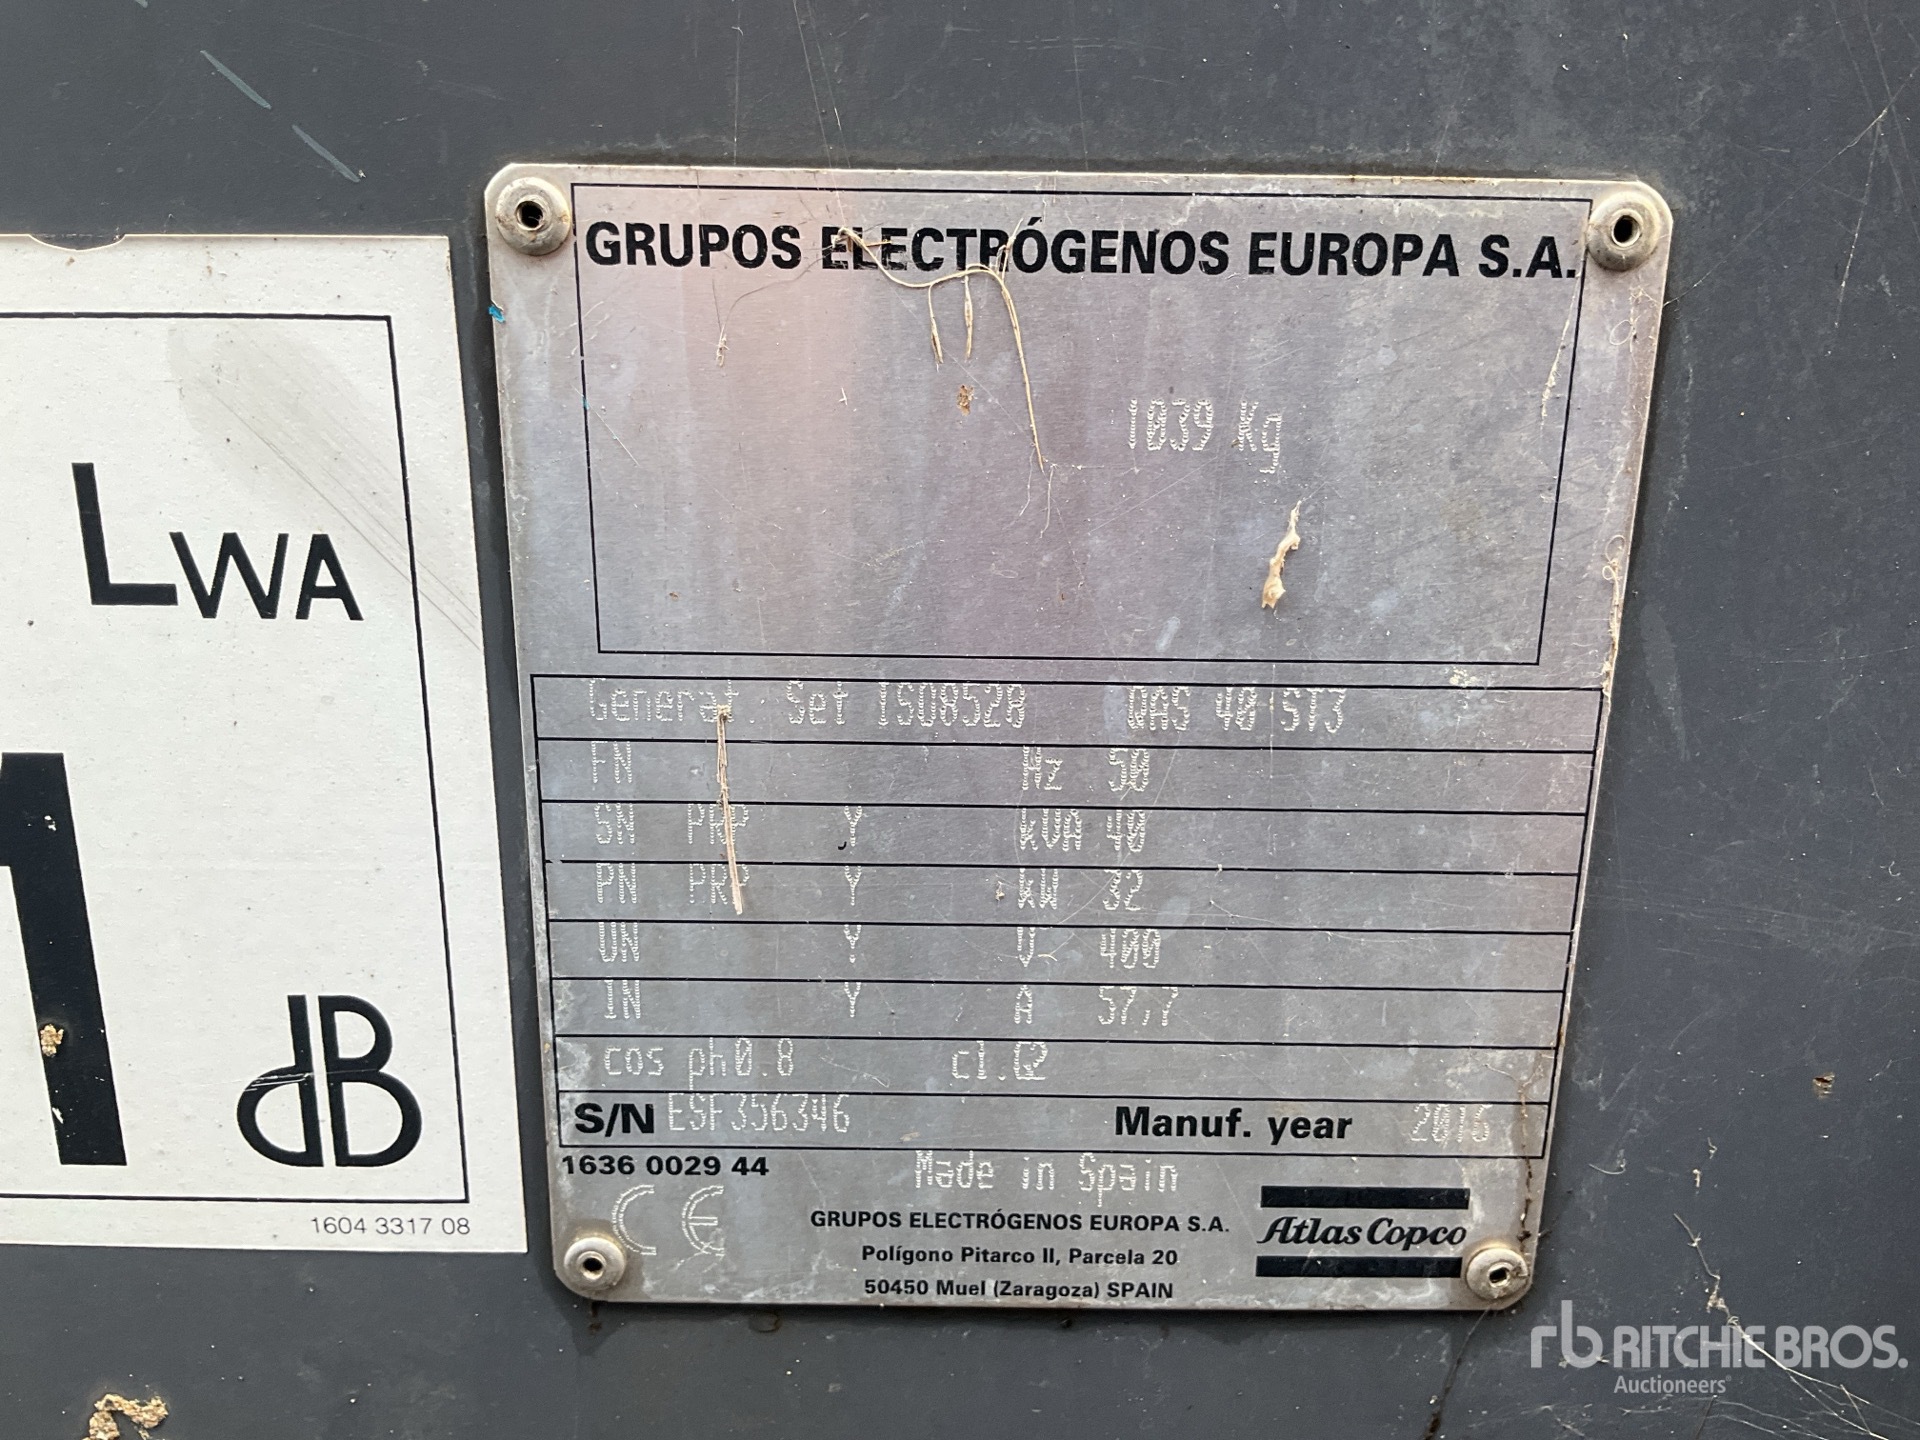 LWA
1
dB
1604 3317 08
GRUPOS ELECTRÓGENOS EUROPA S.A.
1039 Kg
Generat. Set ISO8528 QAS 40 ST3
FN Hz 50
SN PRP Y KVA 40
PN PRP Y KW 32
UN Y V 400
IN Y A 57.7
cos ph0.8 cl.
S/N ESF356346 Manuf. year
1636 0029 44 Made in Spain
CE
GRUPOS ELECTRÓGENOS EUROPA S.A.
Polígono Pitarco II, Parcela 20
50450 Muel (Zaragoza) SPAIN
Atlas Copco
rb RITCHIE BROS.
Auctioneers